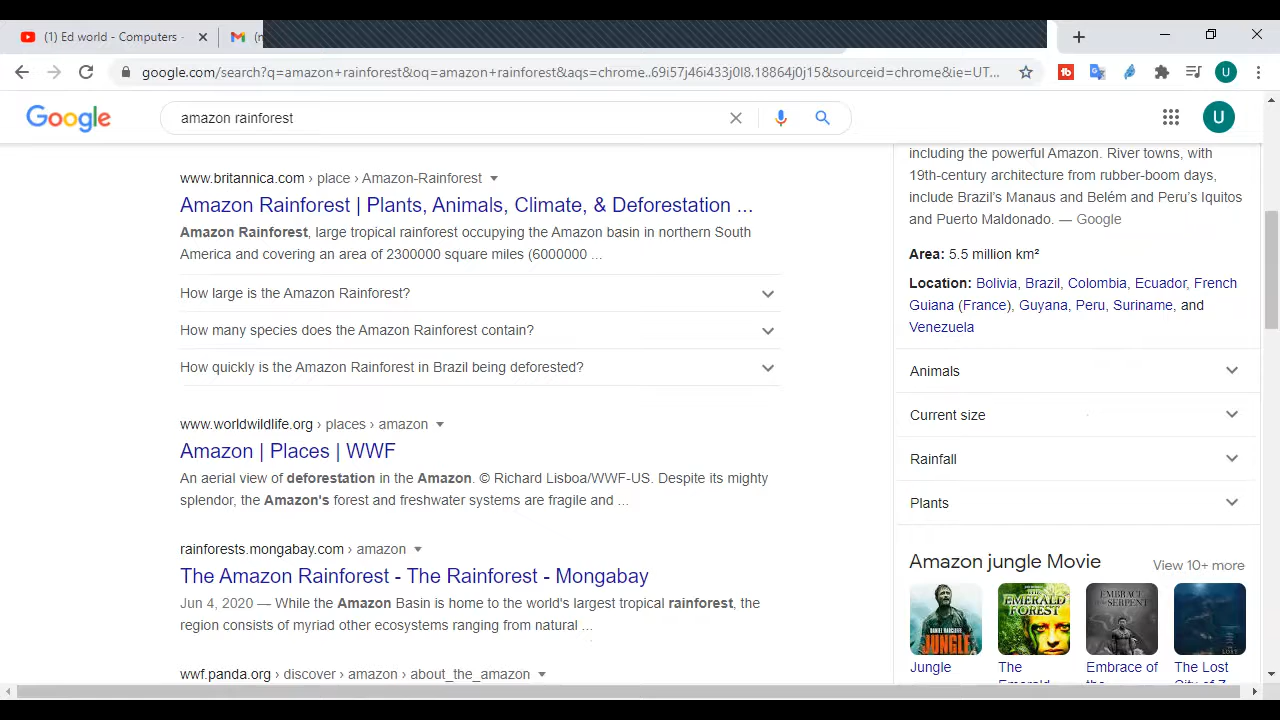 (1) Ed world - Computers -
google.com/search?q=amazon+rainforest&oq=amazon+rainforest&aqs=chrome..69i57j46i433j0l8.18864j0j15&sourceid=chrome&ie=UT...
U
Google
amazon rainforest
U
www.britannica.com › place › Amazon-Rainforest
Amazon Rainforest | Plants, Animals, Climate, & Deforestation ...
Amazon Rainforest, large tropical rainforest occupying the Amazon basin in northern South
America and covering an area of 2300000 square miles (6000000 ...
How large is the Amazon Rainforest?
How many species does the Amazon Rainforest contain?
How quickly is the Amazon Rainforest in Brazil being deforested?
www.worldwildlife.org › places › amazon
Amazon | Places | WWF
An aerial view of deforestation in the Amazon. © Richard Lisboa/WWF-US. Despite its mighty
splendor, the Amazon's forest and freshwater systems are fragile and ...
rainforests.mongabay.com › amazon
The Amazon Rainforest - The Rainforest - Mongabay
Jun 4, 2020 — While the Amazon Basin is home to the world's largest tropical rainforest, the
region consists of myriad other ecosystems ranging from natural ...
wwf.panda.org › discover › amazon › about_the_amazon
including the powerful Amazon. River towns, with
19th-century architecture from rubber-boom days,
include Brazil's Manaus and Belém and Peru's Iquitos
and Puerto Maldonado. — Google
Area: 5.5 million km²
Location: Bolivia, Brazil, Colombia, Ecuador, French
Guiana (France), Guyana, Peru, Suriname, and
Venezuela
Animals
Current size
Rainfall
Plants
Amazon jungle Movie
View 10+ more
DANIEL RADCLIFFE
JUNGLE
THE EMERALD
FOREST
EMBRACE
OF THE
SERPENT
Jungle
The
Embrace of
The Lost